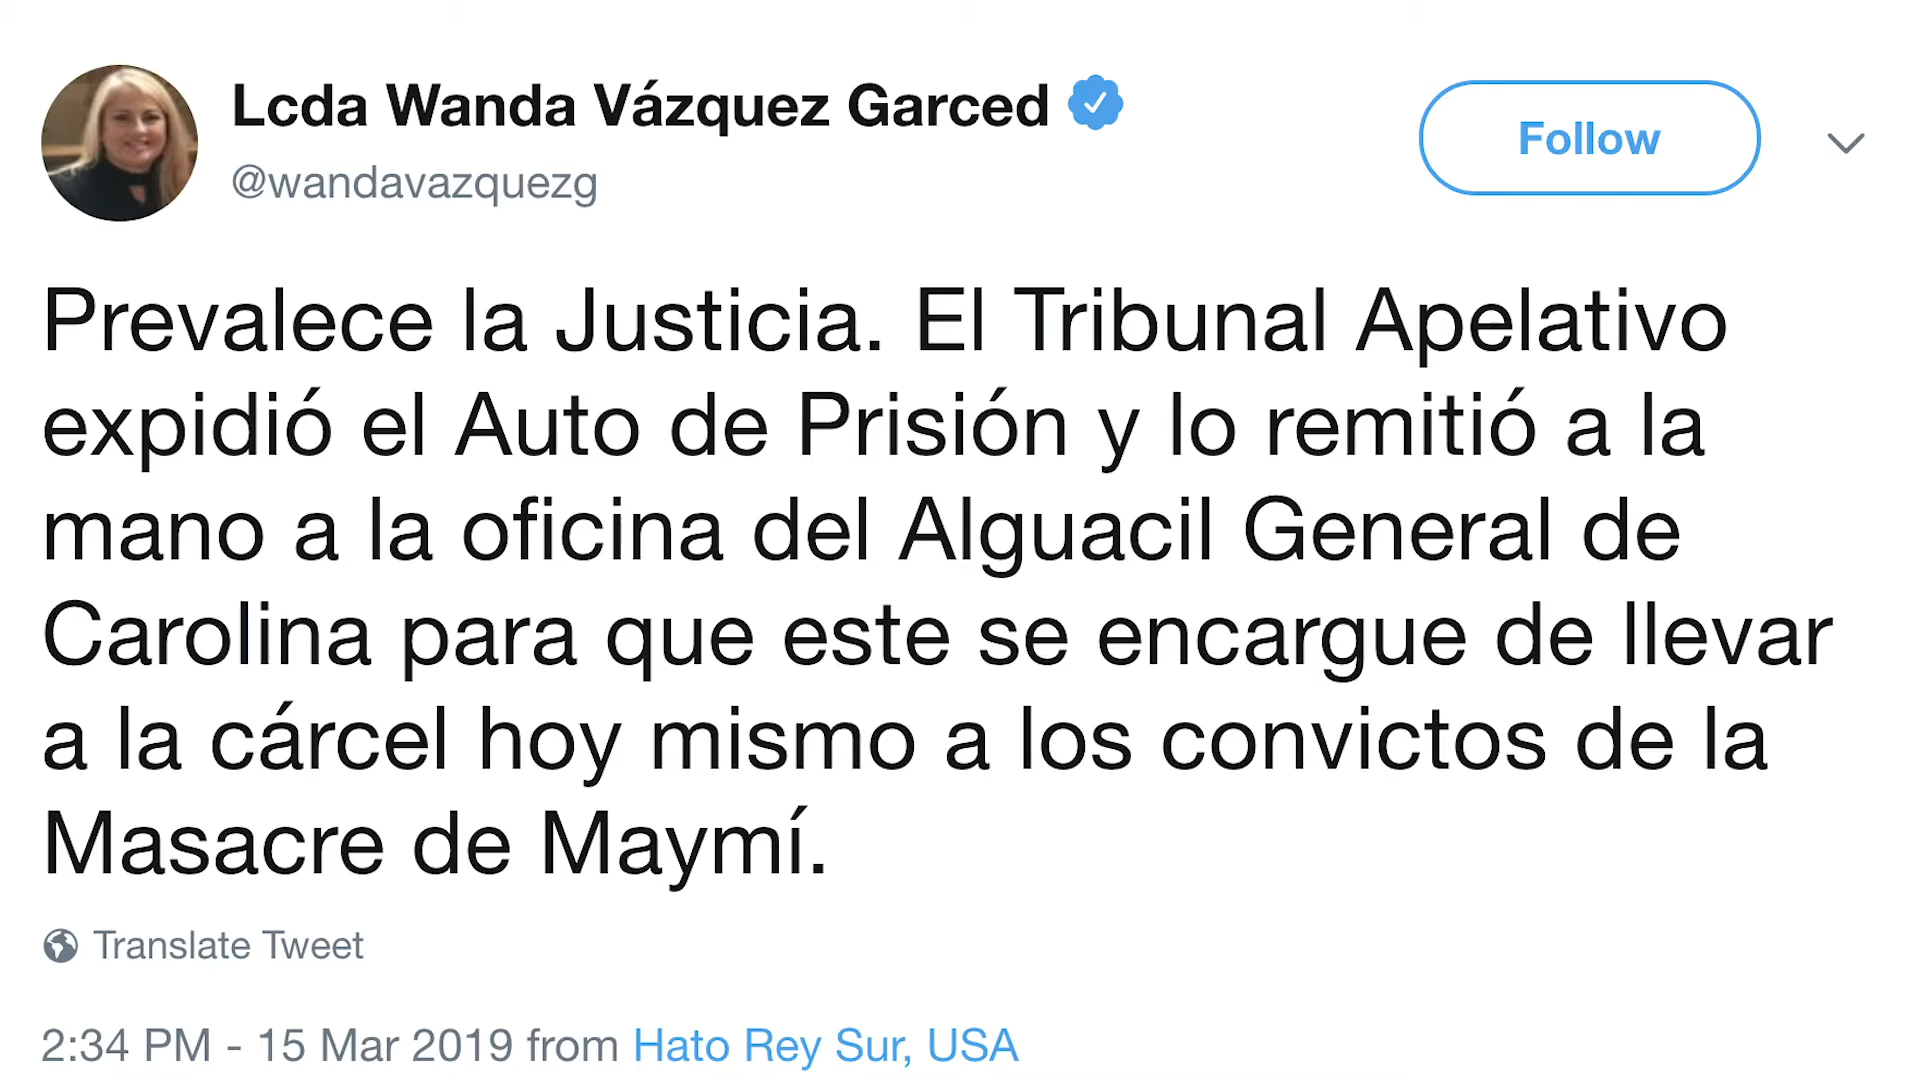 Lcda Wanda Vázquez Garced
Follow
@wandavazquezg
Prevalece la Justicia. El Tribunal Apelativo
expidió el Auto de Prisión y lo remitió a la
mano a la oficina del Alguacil General de
Carolina para que este se encargue de llevar
a la cárcel hoy mismo a los convictos de la
Masacre de Maymí.
Translate Tweet
2:34 PM - 15 Mar 2019 from Hato Rey Sur, USA